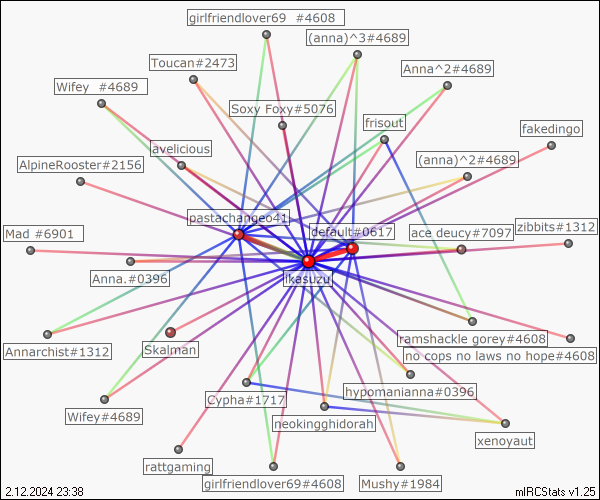 girlfriendlover69 #4608
(anna)^3#4689
Toucan#2473
Anna^2#4689
Wifey #4689
Soxy Foxy#5076
frisout
fakedingo
avelicious
(anna)^2#4689
AlpineRooster#2156
pastachangeo41
default#0617
ace deucy#7097
zibbits#1312
Mad #6901
Anna.#0396
ikasuzu
Annarchist#1312
Skalman
ramshackle gorey#4608
no cops no laws no hope#4608
Cypha#1717
hypomanianna#0396
Wifey#4689
neokingghidorah
xenoyaut
rattgaming
girlfriendlover69#4608
Mushy#1984
2.12.2024 23:38
mIRCStats v1.25